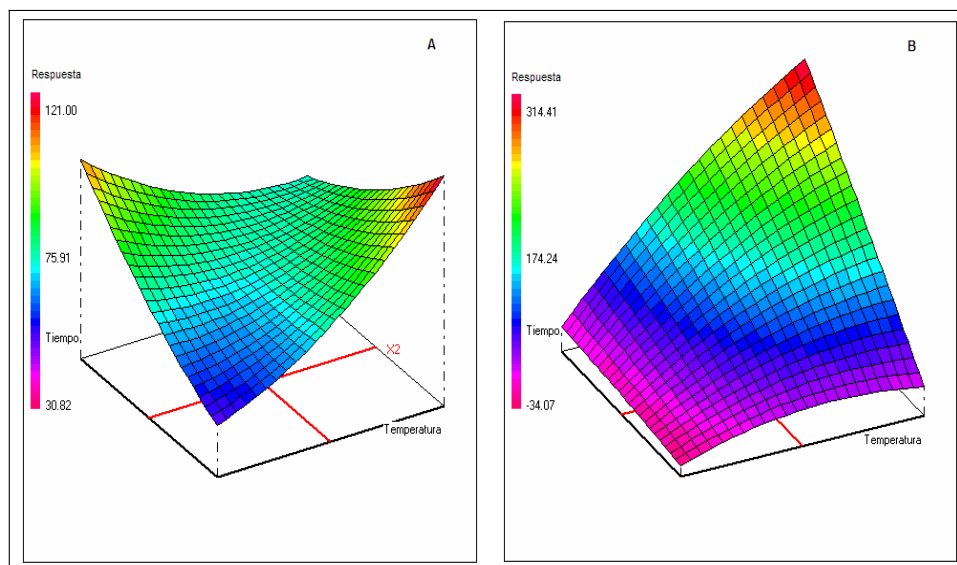 A
Respuesta
121.00
75.91
Tiempo
30.82
X2
Temperatura
B
Respuesta
314.41
174.24
Tiempo
-34.07
Temperatura